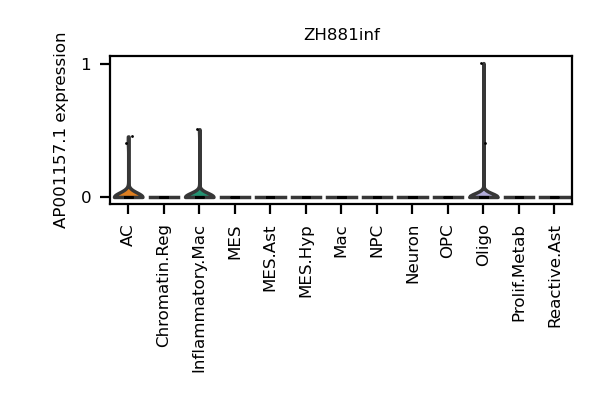 ZH881inf
AP001157.1 expression
1
0
AC
Chromatin.Reg
Inflammatory.Mac
MES
MES.Ast
MES.Hyp
Mac
NPC
Neuron
OPC
Oligo
Prolif.Metab
Reactive.Ast